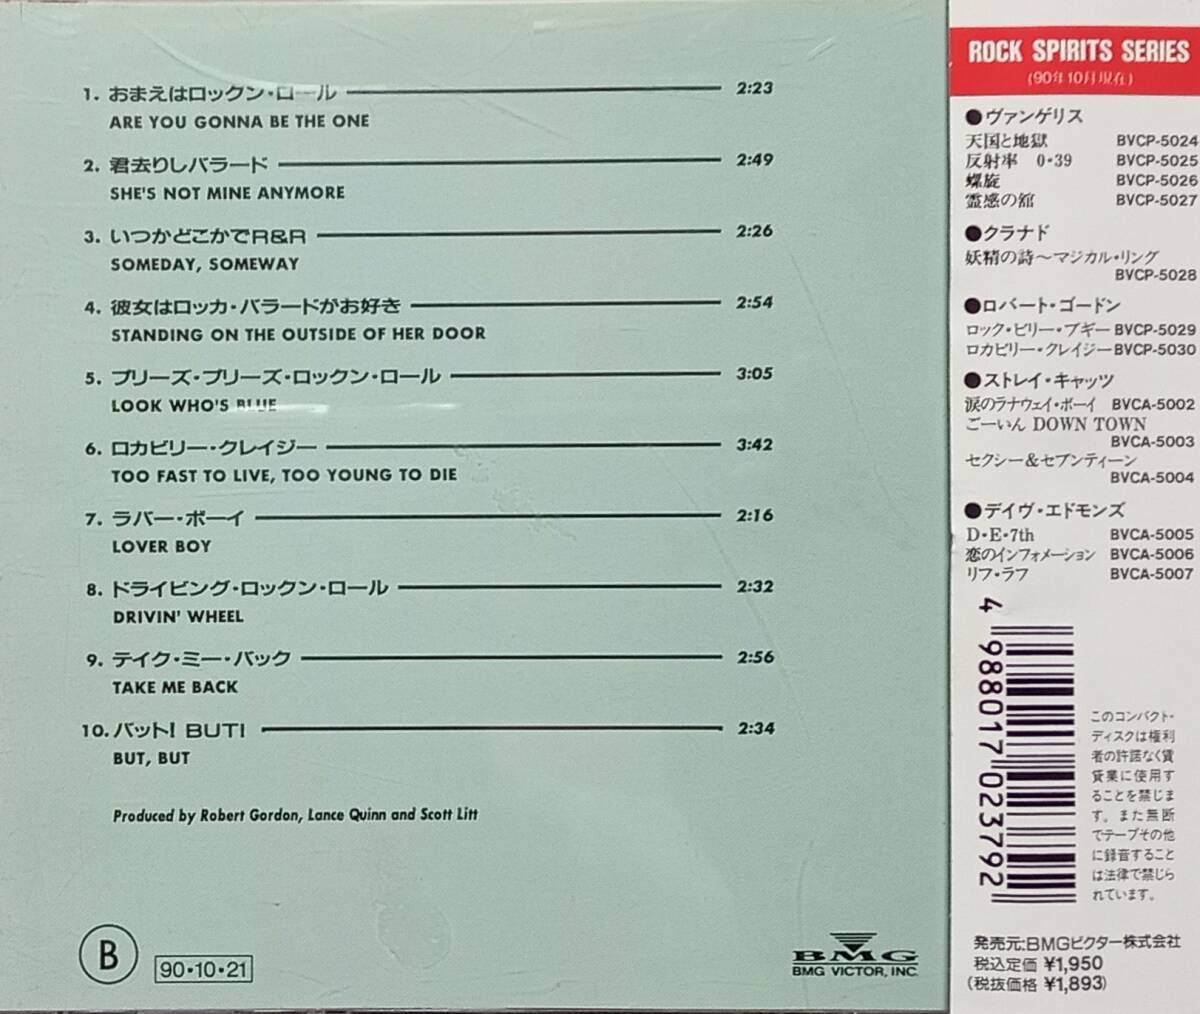 1. おまえはロックン・ロール 2:23
ARE YOU GONNA BE THE ONE
2. 君去りしバラード 2:49
SHE'S NOT MINE ANYMORE
3. いつかどこかでR&R 2:26
SOMEDAY, SOMEWAY
4. 彼女はロッカ・バラードがお好き 2:54
STANDING ON THE OUTSIDE OF HER DOOR
5. プリーズ・プリーズ・ロックン・ロール 3:05
LOOK WHO'S BLUE
6. ロカビリー・クレイジー 3:42
TOO FAST TO LIVE, TOO YOUNG TO DIE
7. ラバー・ボーイ 2:16
LOVER BOY
8. ドライビング・ロックン・ロール 2:32
DRIVIN' WHEEL
9. テイク・ミー・バック 2:56
TAKE ME BACK
10. バット! BUT! 2:34
BUT, BUT
Produced by Robert Gordon, Lance Quinn and Scott Litt
B
90・10・21
BMG
BMG VICTOR, INC.
ROCK SPIRITS SERIES
(90年10月現在)
●ヴァンゲリス
天国と地獄 BVCP-5024
反射率 0・39 BVCP-5025
螺旋 BVCP-5026
霊感の館 BVCP-5027
●クラナド
妖精の詩～マジカル・リング
BVCP-5028
●ロバート・ゴードン
ロック・ビリー・ブギー BVCP-5029
ロカビリー・クレイジー BVCP-5030
●ストレイ・キャッツ
涙のラナウェイ・ボーイ BVCA-5002
ごーいん DOWN TOWN
BVCA-5003
セクシー＆セブンティーン
BVCA-5004
●デイヴ・エドモンズ
D・E・7th BVCA-5005
恋のインフォメーション BVCA-5006
リフ・ラフ BVCA-5007
4 988017 023792
このコンパクト・
ディスクは権利
者の許諾なく賃
貸業に使用す
ることを禁じま
す。また無断
でテープその他
に録音すること
は法律で禁じら
れています。
発売元:BMGビクター株式会社
税込定価 ¥1,950
(税抜価格 ¥1,893)